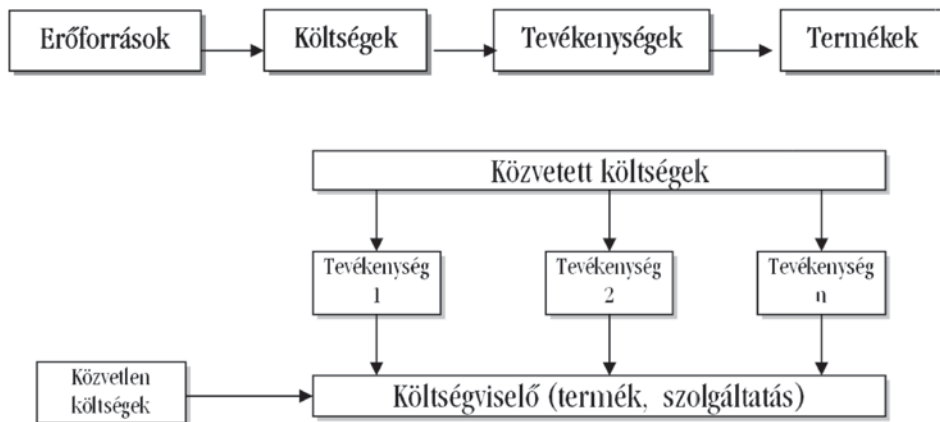 Erőforrások
Költségek
Tevékenységek
Termékek
Közvetett költségek
Tevékenység
1
Tevékenység
2
Tevékenység
n
Közvetlen
költségek
Költségviselő (termék, szolgáltatás)